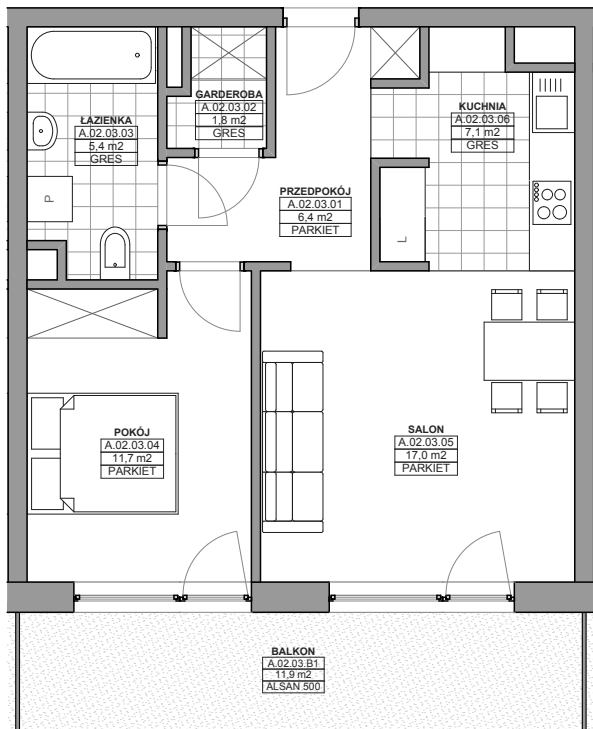 GARDEROBA
A.02.03.02
1,8 m2
GRES
KUCHNIA
A.02.03.06
7,1 m2
GRES
ŁAZIENKA
A.02.03.03
5,4 m2
GRES
P
PRZEDPOKÓJ
A.02.03.01
6,4 m2
PARKIET
L
POKÓJ
A.02.03.04
11,7 m2
PARKIET
SALON
A.02.03.05
17,0 m2
PARKIET
BALKON
A.02.03.B1
11,9 m2
ALSAN 500